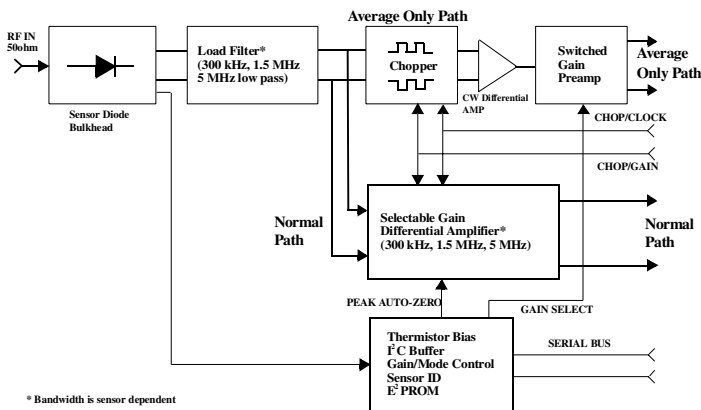 Average Only Path
RF IN
50ohm
Load Filter*
(300 kHz, 1.5 MHz
5 MHz low pass)
Chopper
Switched
Gain
Preamp
Average
Only Path
CW Differential
AMP
Sensor Diode
Bulkhead
CHOP/CLOCK
CHOP/GAIN
Normal
Path
Selectable Gain
Differential Amplifier*
(300 kHz, 1.5 MHz, 5 MHz)
Normal
Path
PEAK AUTO-ZERO
GAIN SELECT
Thermistor Bias
I²C Buffer
Gain/Mode Control
Sensor ID
E² PROM
SERIAL BUS
* Bandwidth is sensor dependent